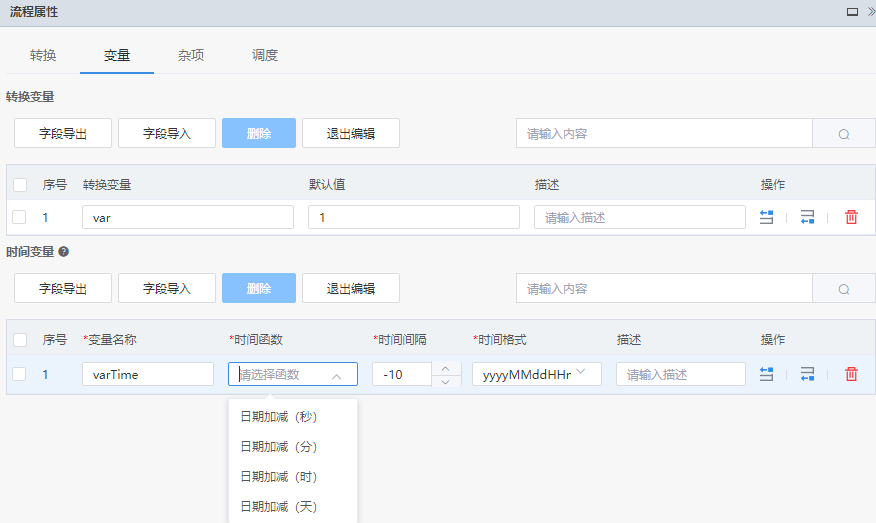 流程属性
转换 变量 杂项 调度
转换变量
字段导出 字段导入 删除 退出编辑 请输入内容
序号 转换变量 默认值 描述 操作
1 var 1 请输入描述
时间变量
字段导出 字段导入 删除 退出编辑 请输入内容
序号 *变量名称 *时间函数 *时间间隔 *时间格式 描述 操作
1 varTime 请选择函数 -10 yyyyMMddHHr 请输入描述
日期加减（秒）
日期加减（分）
日期加减（时）
日期加减（天）